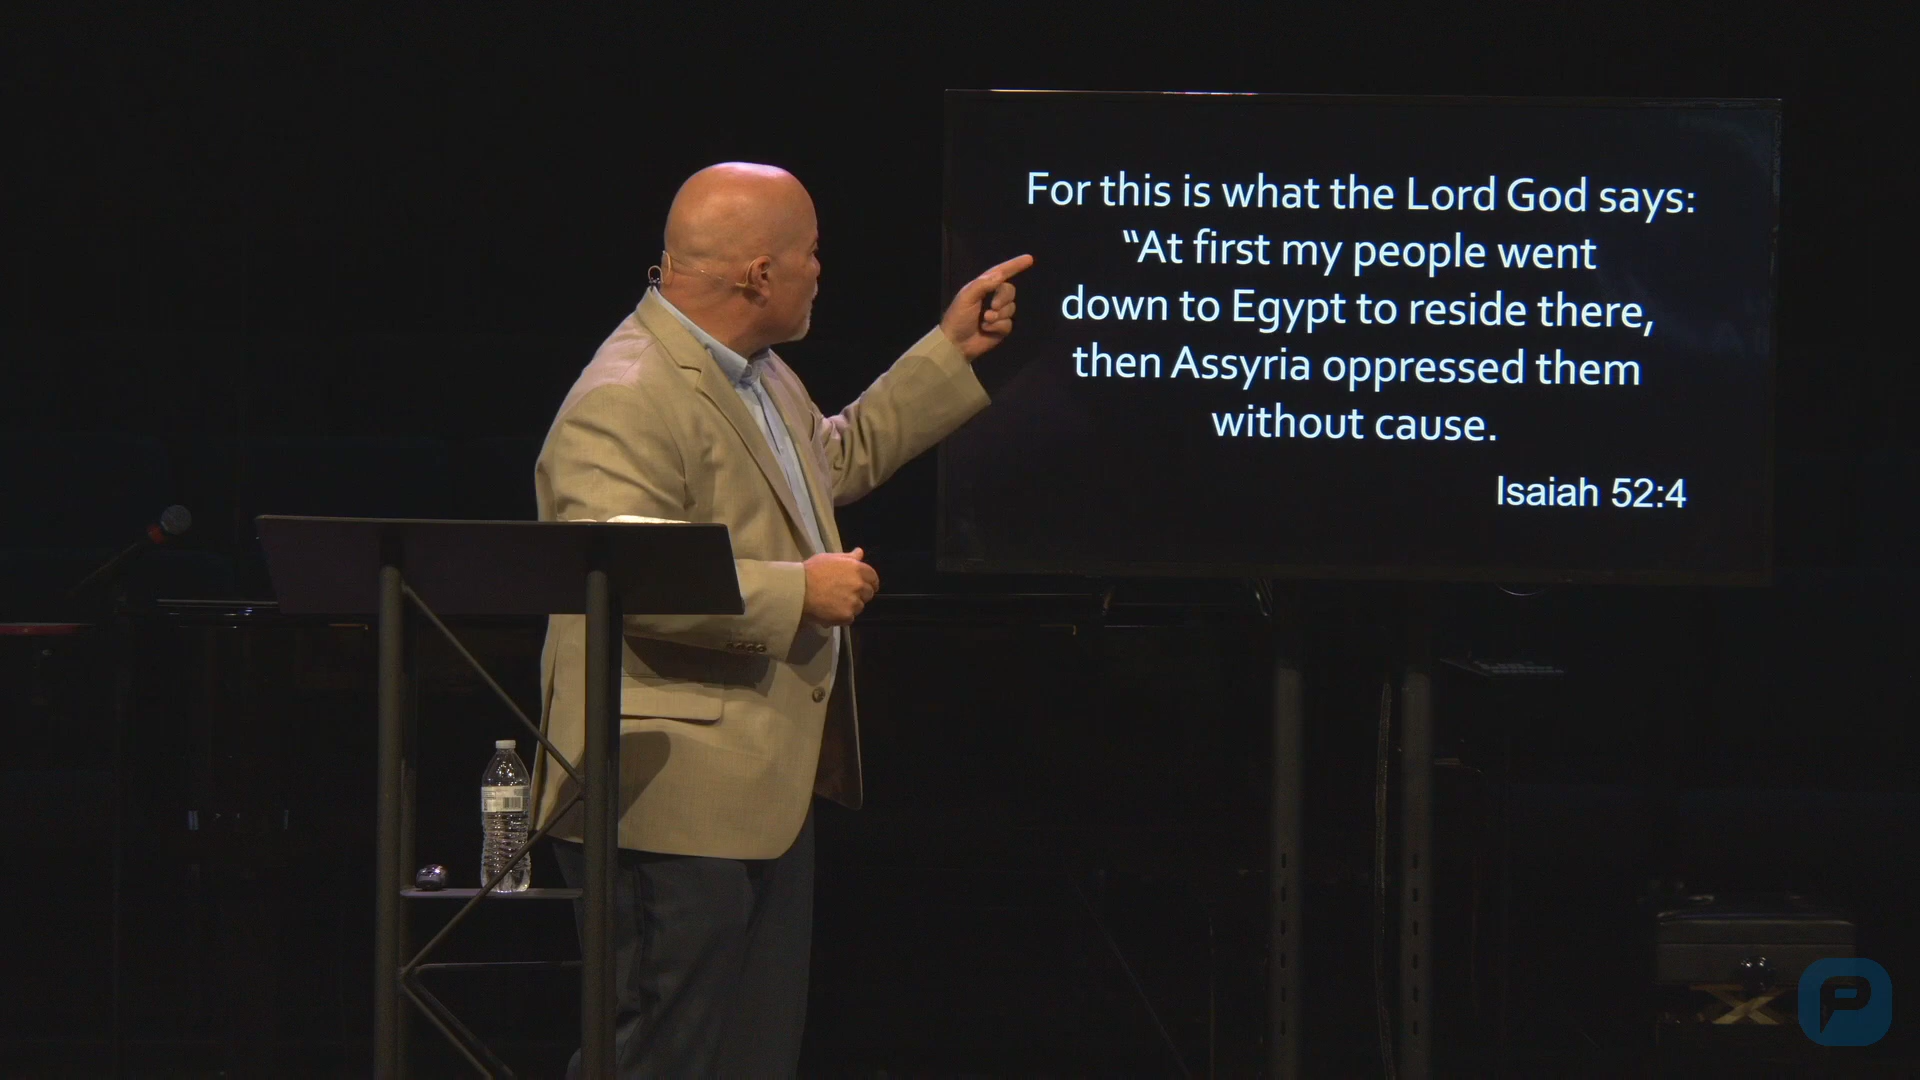 For this is what the Lord God says:
“At first my people went
down to Egypt to reside there,
then Assyria oppressed them
without cause.
Isaiah 52:4
P